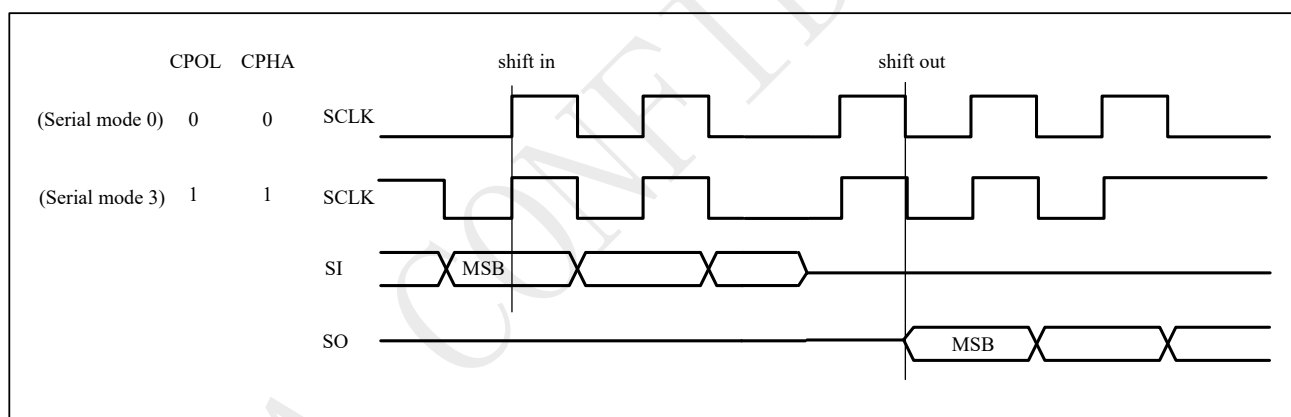 CPOL CPHA shift in shift out
(Serial mode 0) 0 0 SCLK
(Serial mode 3) 1 1 SCLK
SI MSB
SO MSB